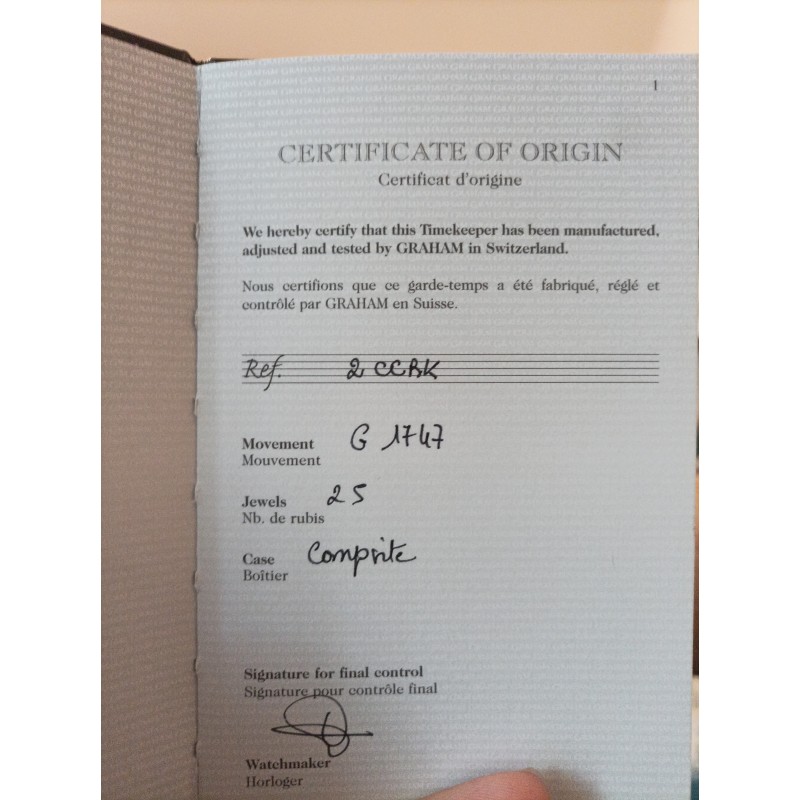 1
CERTIFICATE OF ORIGIN
Certificat d'origine
We hereby certify that this Timekeeper has been manufactured,
adjusted and tested by GRAHAM in Switzerland.
Nous certifions que ce garde-temps a été fabriqué, réglé et
contrôlé par GRAHAM en Suisse.
Ref. 2 CCBK
Movement G 1747
Mouvement
Jewels 25
Nb. de rubis
Case Compsite
Boîtier
Signature for final control
Signature pour contrôle final
Watchmaker
Horloger